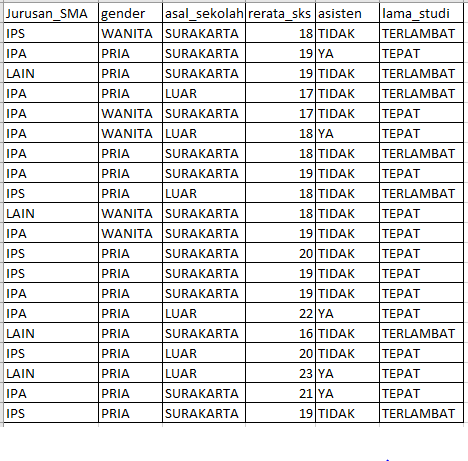 Jurusan_SMA gender asal_sekolah rerata_sks asisten lama_studi
IPS WANITA SURAKARTA 18 TIDAK TERLAMBAT
IPA PRIA SURAKARTA 19 YA TEPAT
LAIN PRIA SURAKARTA 19 TIDAK TERLAMBAT
IPA PRIA LUAR 17 TIDAK TERLAMBAT
IPA WANITA SURAKARTA 17 TIDAK TEPAT
IPA WANITA LUAR 18 YA TEPAT
IPA PRIA SURAKARTA 18 TIDAK TERLAMBAT
IPA PRIA SURAKARTA 19 TIDAK TEPAT
IPS PRIA LUAR 18 TIDAK TERLAMBAT
LAIN WANITA SURAKARTA 18 TIDAK TEPAT
IPA WANITA SURAKARTA 19 TIDAK TEPAT
IPS PRIA SURAKARTA 20 TIDAK TEPAT
IPS PRIA SURAKARTA 19 TIDAK TEPAT
IPA PRIA SURAKARTA 19 TIDAK TEPAT
IPA PRIA LUAR 22 YA TEPAT
LAIN PRIA SURAKARTA 16 TIDAK TERLAMBAT
IPS PRIA LUAR 20 TIDAK TEPAT
LAIN PRIA LUAR 23 YA TEPAT
IPA PRIA SURAKARTA 21 YA TEPAT
IPS PRIA SURAKARTA 19 TIDAK TERLAMBAT